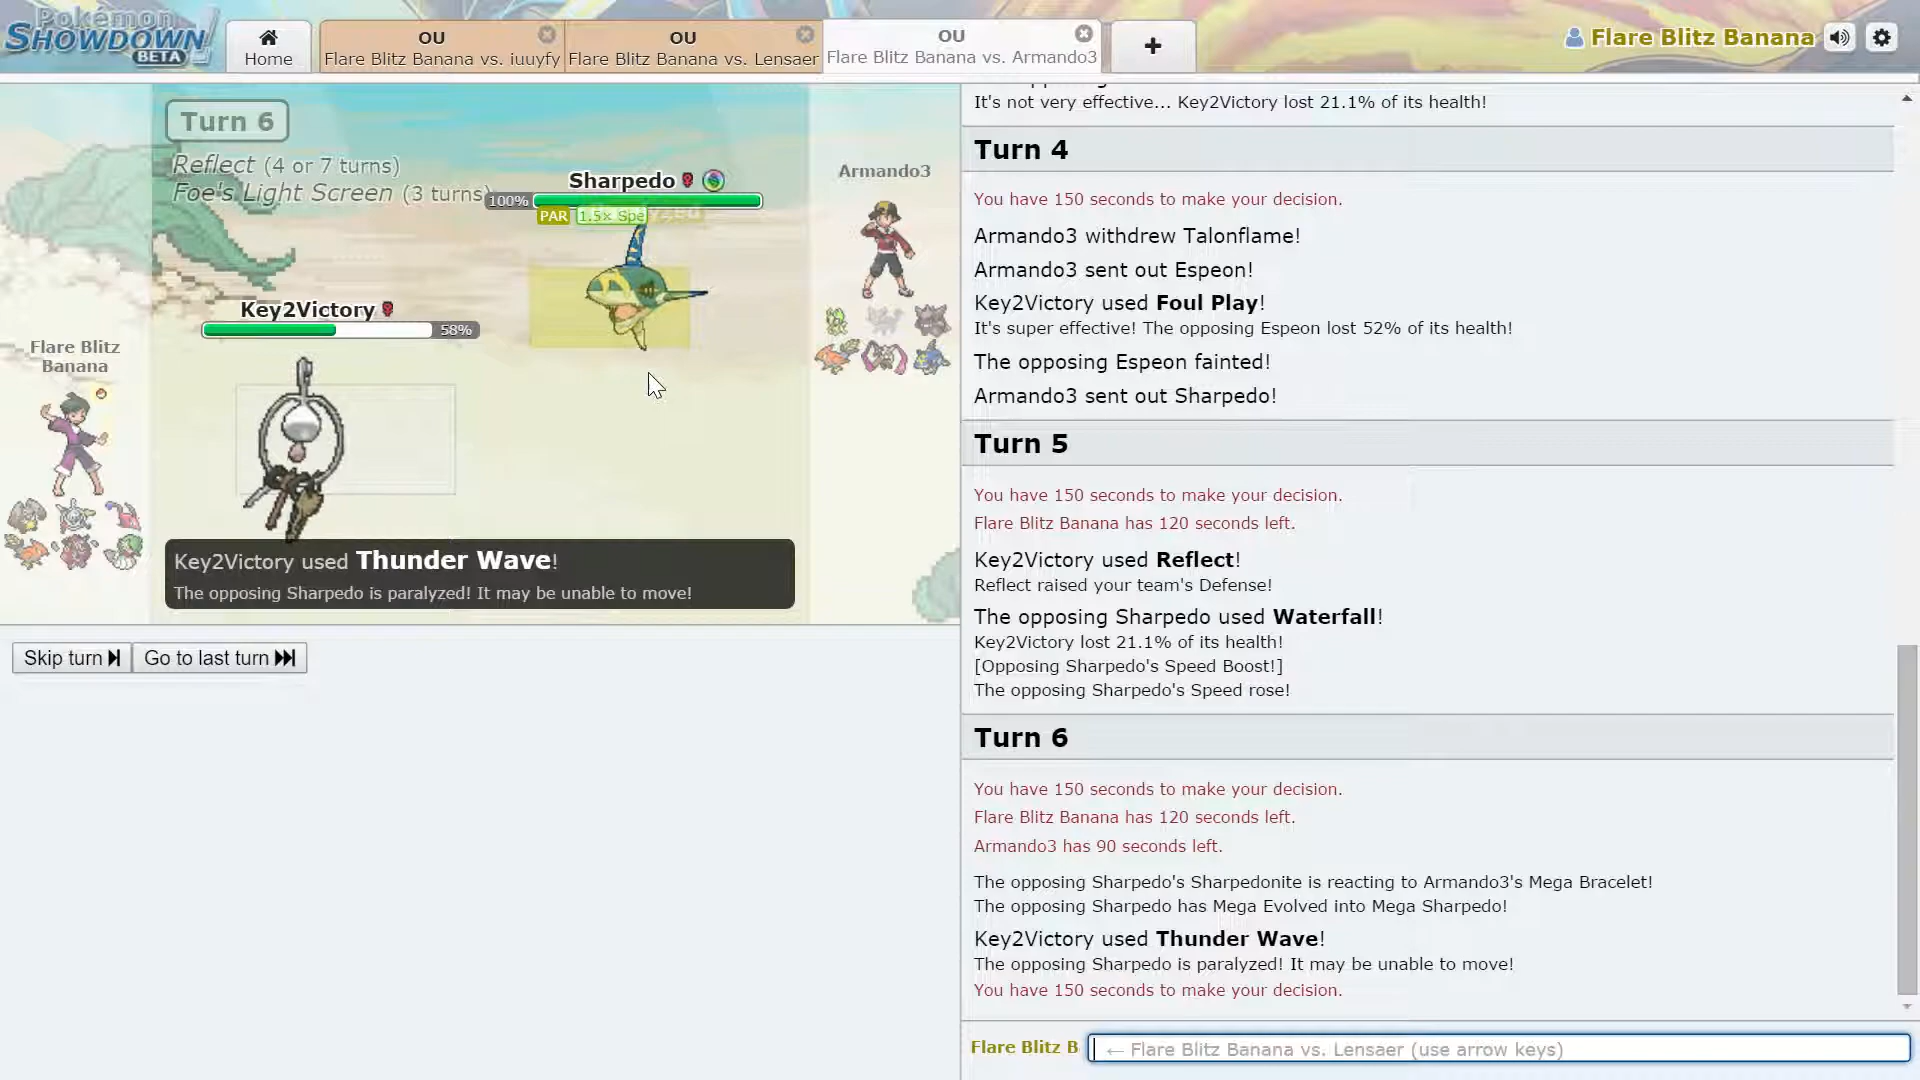 Pokémon
SHOWDOWN!
BETA
Home
OU
Flare Blitz Banana vs. iuuyfy
OU
Flare Blitz Banana vs. Lensaer
OU
Flare Blitz Banana vs. Armando3
+
Flare Blitz Banana
Turn 6
Reflect (4 or 7 turns)
Foe's Light Screen (3 turns)
Sharpedo
100%
PAR 1.5× Spe
Armando3
Key2Victory
58%
Flare Blitz
Banana
Key2Victory used Thunder Wave!
The opposing Sharpedo is paralyzed! It may be unable to move!
Skip turn
Go to last turn
It's not very effective... Key2Victory lost 21.1% of its health!
Turn 4
You have 150 seconds to make your decision.
Armando3 withdrew Talonflame!
Armando3 sent out Espeon!
Key2Victory used Foul Play!
It's super effective! The opposing Espeon lost 52% of its health!
The opposing Espeon fainted!
Armando3 sent out Sharpedo!
Turn 5
You have 150 seconds to make your decision.
Flare Blitz Banana has 120 seconds left.
Key2Victory used Reflect!
Reflect raised your team's Defense!
The opposing Sharpedo used Waterfall!
Key2Victory lost 21.1% of its health!
[Opposing Sharpedo's Speed Boost!]
The opposing Sharpedo's Speed rose!
Turn 6
You have 150 seconds to make your decision.
Flare Blitz Banana has 120 seconds left.
Armando3 has 90 seconds left.
The opposing Sharpedo's Sharpedonite is reacting to Armando3's Mega Bracelet!
The opposing Sharpedo has Mega Evolved into Mega Sharpedo!
Key2Victory used Thunder Wave!
The opposing Sharpedo is paralyzed! It may be unable to move!
You have 150 seconds to make your decision.
Flare Blitz B
← Flare Blitz Banana vs. Lensaer (use arrow keys)